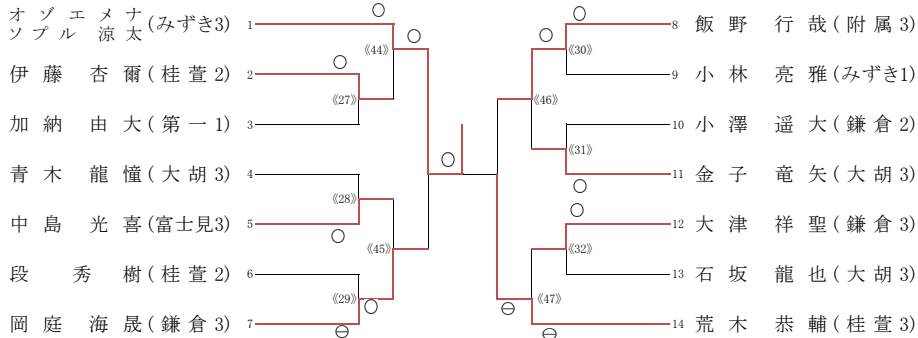 オゾエメナ
ソプル 涼太 (みずき3) 1
伊藤 杏爾 (桂萱2) 2
加納 由大 (第一1) 3
青木 龍憧 (大胡3) 4
中島 光喜 (富士見3) 5
段 秀樹 (桂萱2) 6
岡庭 海晟 (鎌倉3) 7
《44》
《27》
《28》
《45》
《29》
《30》
《46》
《31》
《32》
《47》
8 飯野 行哉 (附属3)
9 小林 亮雅 (みずき1)
10 小澤 遥大 (鎌倉2)
11 金子 竜矢 (大胡3)
12 大津 祥聖 (鎌倉3)
13 石坂 龍也 (大胡3)
14 荒木 恭輔 (桂萱3)